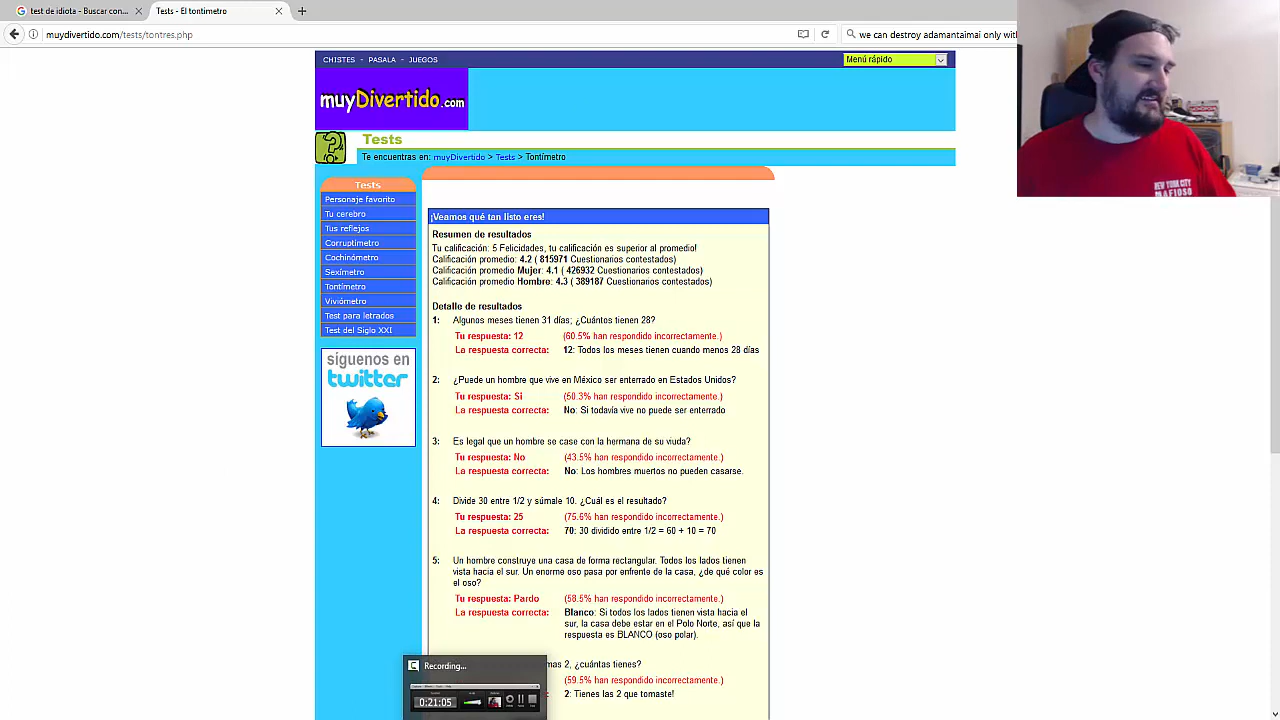 test de idiota - Buscar con...
Tests - El tontimetro
muydivertido.com/tests/tontres.php
we can destroy adamantaimai only with
CHISTES - PASALA - JUEGOS
Menú rápido
muyDivertido.com
Tests
Te encuentras en: muyDivertido > Tests > Tontímetro
Tests
Personaje favorito
Tu cerebro
Tus reflejos
Corruptimetro
Cochinómetro
Sexímetro
Tontímetro
Viviómetro
Test para letrados
Test del Siglo XXI
síguenos en
twitter
¡Veamos qué tan listo eres!
Resumen de resultados
Tu calificación: 5 Felicidades, tu calificación es superior al promedio!
Calificación promedio: 4.2 ( 815971 Cuestionarios contestados)
Calificación promedio Mujer: 4.1 ( 426932 Cuestionarios contestados)
Calificación promedio Hombre: 4.3 ( 389187 Cuestionarios contestados)
Detalle de resultados
1: Algunos meses tienen 31 días; ¿Cuántos tienen 28?
Tu respuesta: 12 (60.5% han respondido incorrectamente.)
La respuesta correcta: 12: Todos los meses tienen cuando menos 28 días
2: ¿Puede un hombre que vive en México ser enterrado en Estados Unidos?
Tu respuesta: Si (50.3% han respondido incorrectamente.)
La respuesta correcta: No: Si todavía vive no puede ser enterrado
3: Es legal que un hombre se case con la hermana de su viuda?
Tu respuesta: No (43.5% han respondido incorrectamente.)
La respuesta correcta: No: Los hombres muertos no pueden casarse.
4: Divide 30 entre 1/2 y súmale 10. ¿Cuál es el resultado?
Tu respuesta: 25 (75.6% han respondido incorrectamente.)
La respuesta correcta: 70: 30 dividido entre 1/2 = 60 + 10 = 70
5: Un hombre construye una casa de forma rectangular. Todos los lados tienen
vista hacia el sur. Un enorme oso pasa por enfrente de la casa, ¿de qué color es
el oso?
Tu respuesta: Pardo (58.5% han respondido incorrectamente.)
La respuesta correcta: Blanco: Si todos los lados tienen vista hacia el
sur, la casa debe estar en el Polo Norte, así que la
respuesta es BLANCO (oso polar).
mas 2, ¿cuántas tienes?
(59.5% han respondido incorrectamente.)
2: Tienes las 2 que tomaste!
Recording...
0:21:05
NEW YORK CITY
MAFIOSO